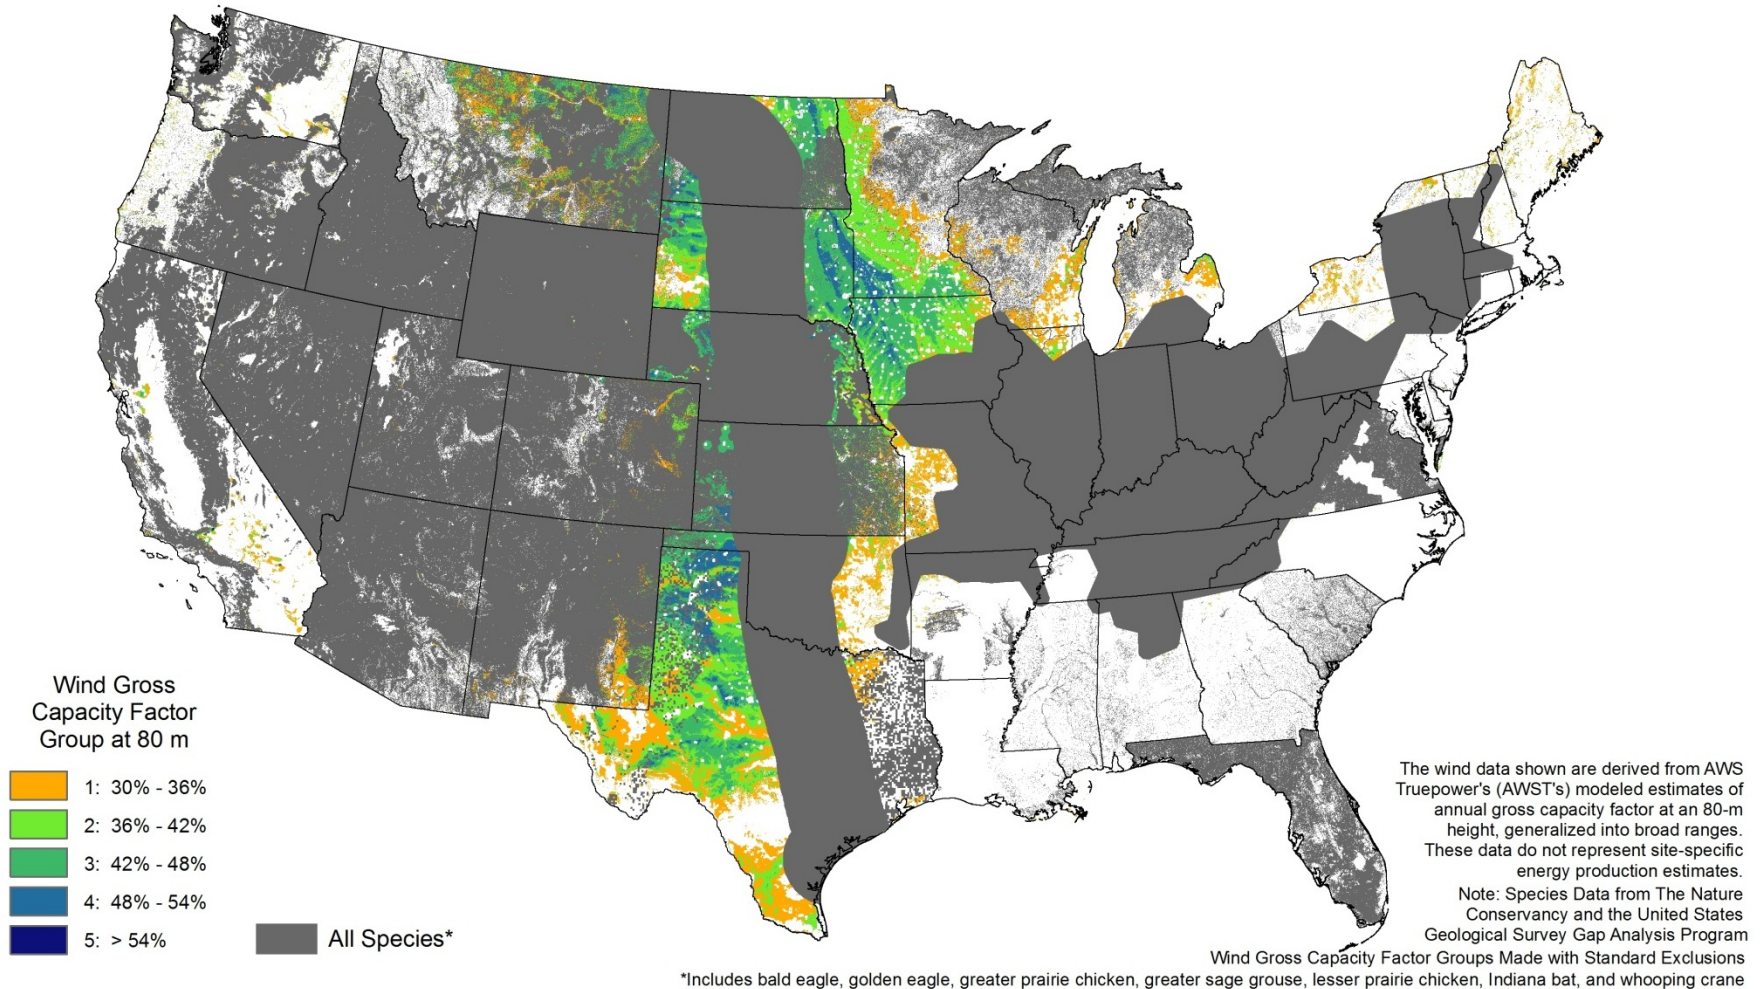 Wind Gross
Capacity Factor
Group at 80 m
1: 30% - 36%
2: 36% - 42%
3: 42% - 48%
4: 48% - 54%
5: > 54%
All Species*
The wind data shown are derived from AWS
Truepower's (AWST's) modeled estimates of
annual gross capacity factor at an 80-m
height, generalized into broad ranges.
These data do not represent site-specific
energy production estimates.
Note: Species Data from The Nature
Conservancy and the United States
Geological Survey Gap Analysis Program
Wind Gross Capacity Factor Groups Made with Standard Exclusions
*Includes bald eagle, golden eagle, greater prairie chicken, greater sage grouse, lesser prairie chicken, Indiana bat, and whooping crane